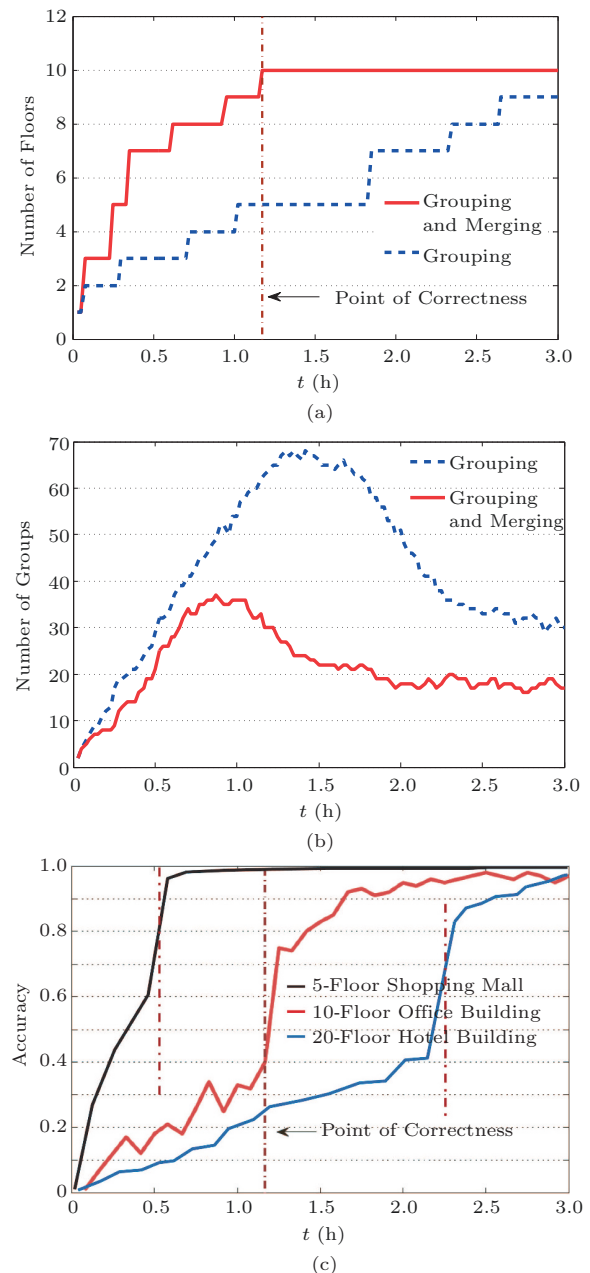 12
10
8
6
4
2
0
Number of Floors
Grouping
and Merging
Grouping
Point of Correctness
0
0.5
1.0
1.5
2.0
2.5
3.0
t (h)
(a)
70
60
50
40
30
20
10
0
Number of Groups
Grouping
Grouping
and Merging
0
0.5
1.0
1.5
2.0
2.5
3.0
t (h)
(b)
1.0
0.8
0.6
0.4
0.2
0
Accuracy
5-Floor Shopping Mall
10-Floor Office Building
20-Floor Hotel Building
Point of Correctness
0.5
1.0
1.5
2.0
2.5
3.0
t (h)
(c)